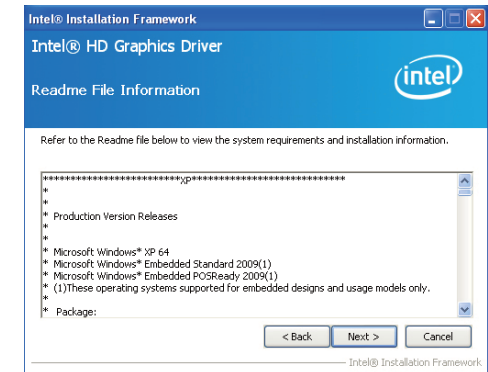 Intel® Installation Framework
Intel® HD Graphics Driver
Readme File Information
intel
Refer to the Readme file below to view the system requirements and installation information.
****************************XP*******************************
*
*
* Production Version Releases
*
*
* Microsoft Windows* XP 64
* Microsoft Windows* Embedded Standard 2009(1)
* Microsoft Windows* Embedded POSReady 2009(1)
* (1)These operating systems supported for embedded designs and usage models only.
*
* Package:
< Back Next > Cancel
Intel® Installation Framework